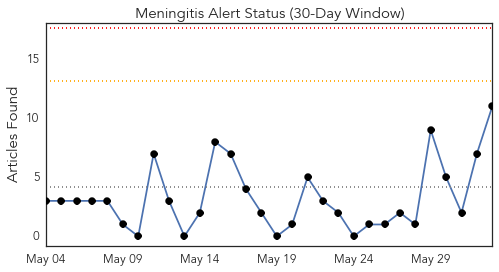 Meningitis Alert Status (30-Day Window)
Articles Found
15
10
5
0
May 04 May 09 May 14 May 19 May 24 May 29